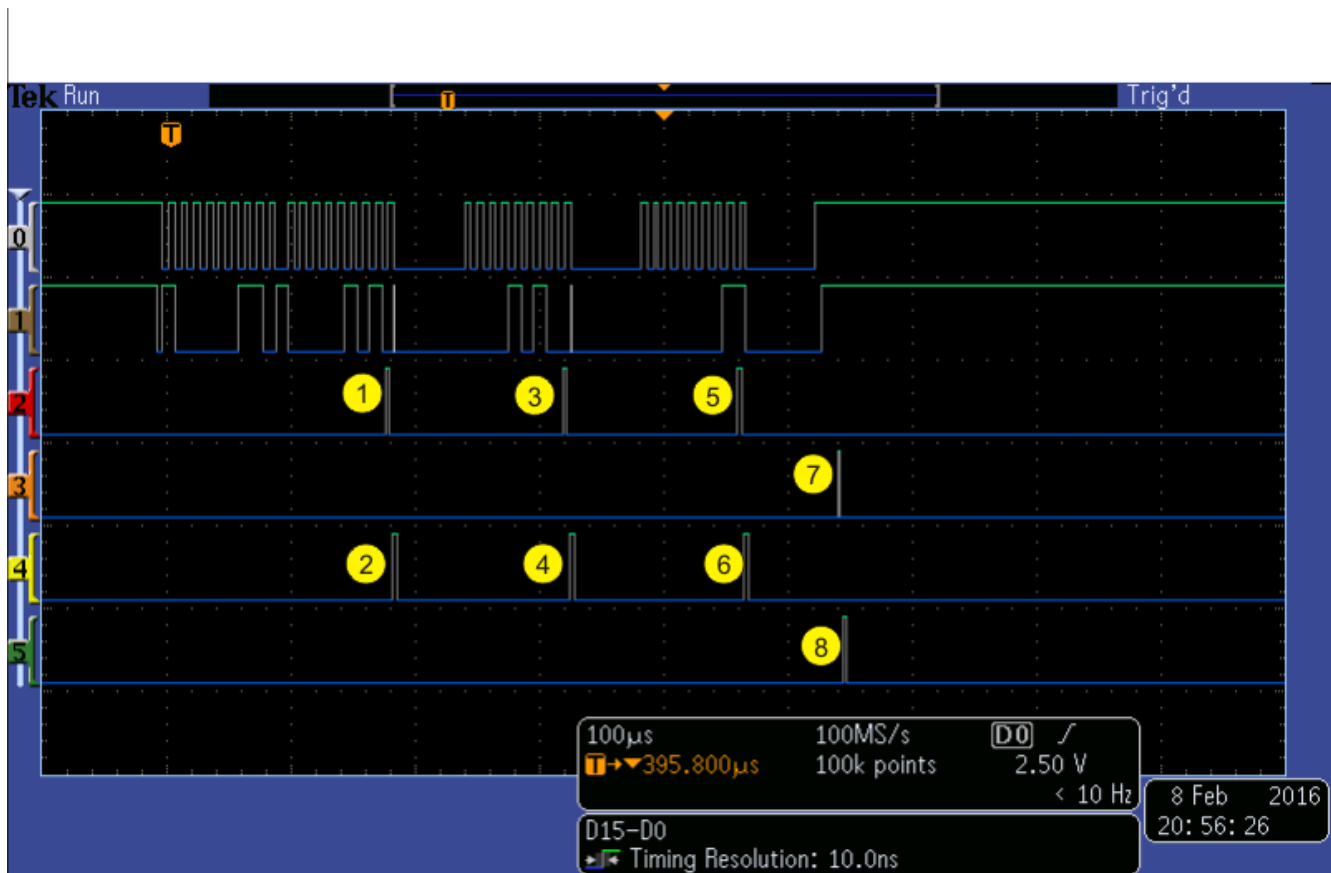 Tek Run
Trig'd
T
T
0
1
2
1
3
5
3
7
4
2
4
6
5
8
100µs 100MS/s D0
T→▼395.800µs 100k points 2.50 V
< 10 Hz
8 Feb 2016
20:56:26
D15-D0
Timing Resolution: 10.0ns